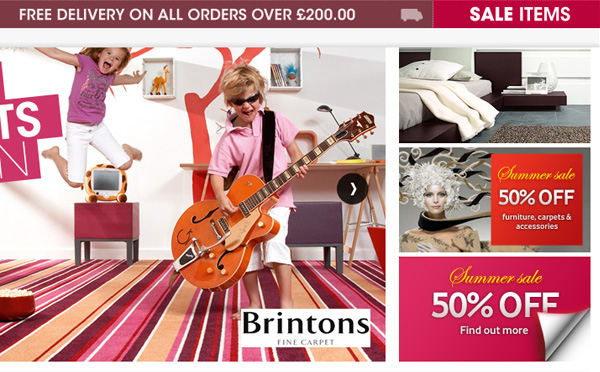 FREE DELIVERY ON ALL ORDERS OVER £200.00
SALE ITEMS
TS
N
Brintons
FINE CARPET
Summer sale
50% OFF
furniture, carpets &
accessories
Summer sale
50% OFF
Find out more